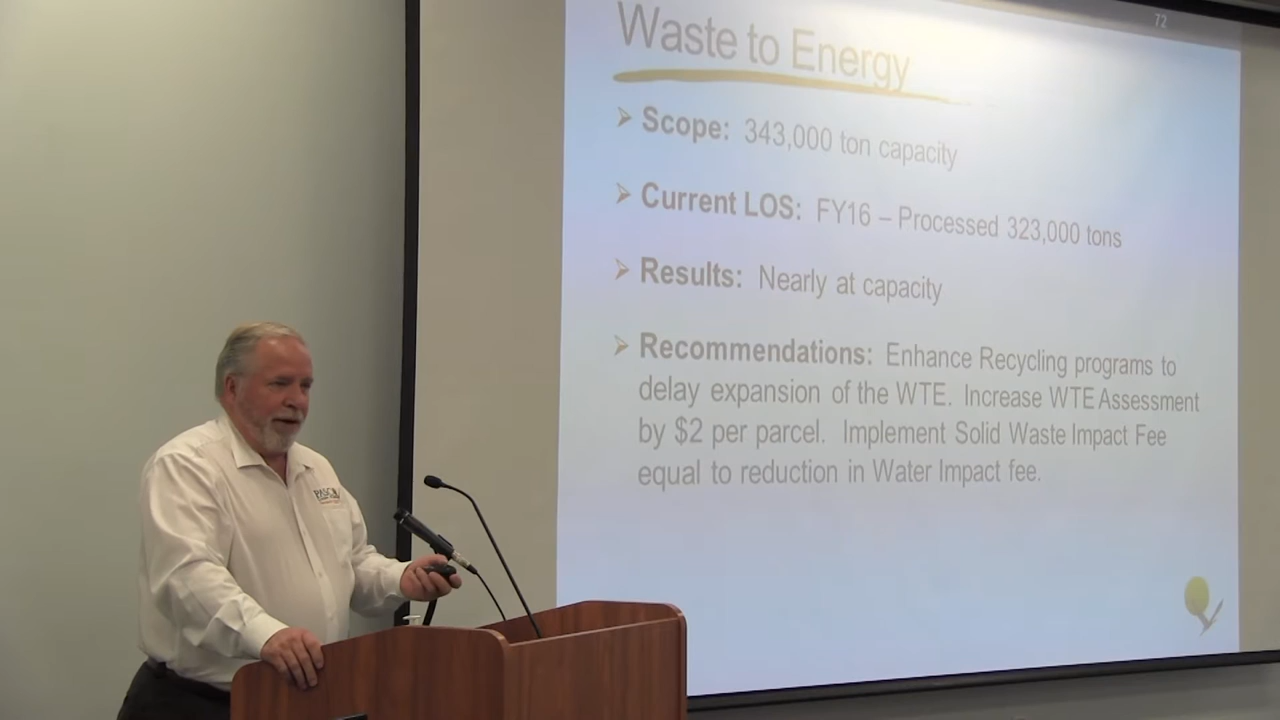 72
Waste to Energy
➢ Scope: 343,000 ton capacity
➢ Current LOS: FY16 – Processed 323,000 tons
➢ Results: Nearly at capacity
➢ Recommendations: Enhance Recycling programs to
delay expansion of the WTE. Increase WTE Assessment
by $2 per parcel. Implement Solid Waste Impact Fee
equal to reduction in Water Impact fee.
PASCO